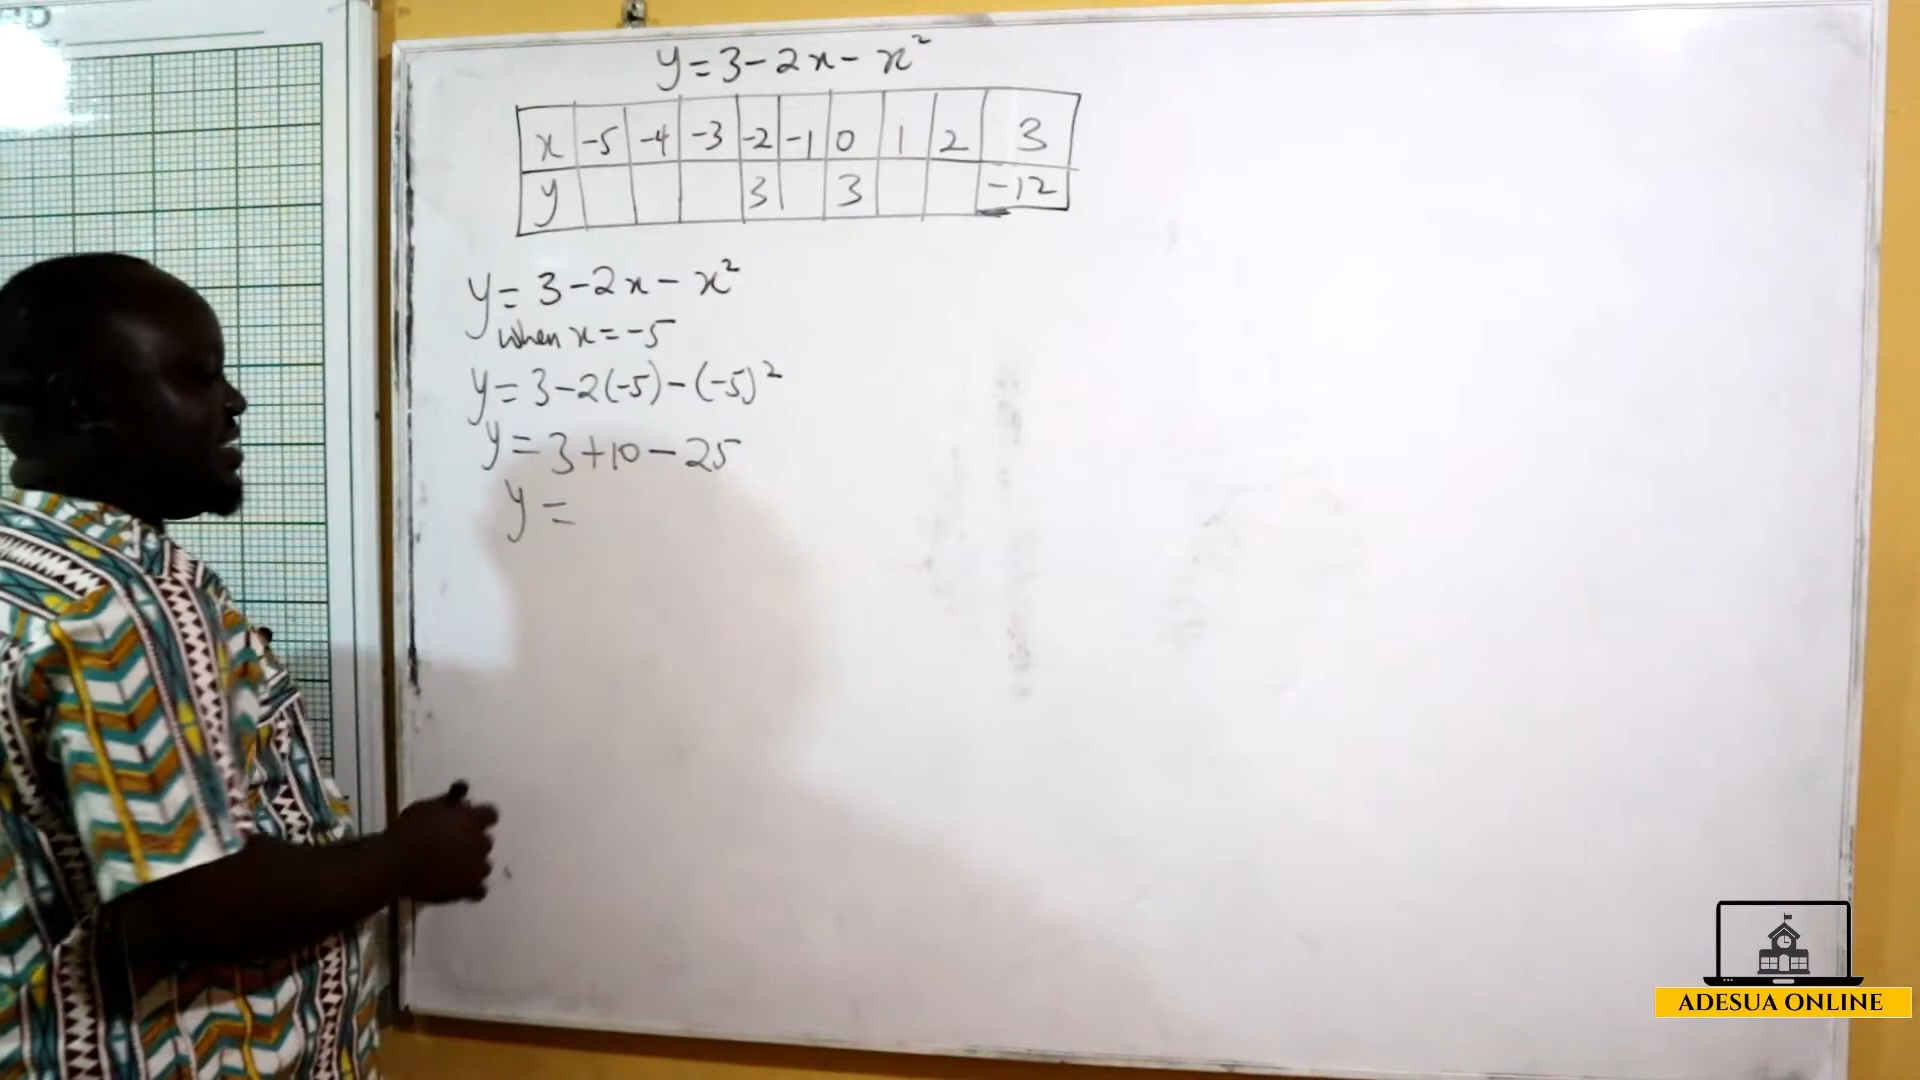 y = 3 - 2x - x²
x -5 -4 -3 -2 -1 0 1 2 3
y 3 3 -12
y = 3 - 2x - x²
when x = -5
y = 3 - 2(-5) - (-5)²
y = 3 + 10 - 25
y =
ADESUA ONLINE